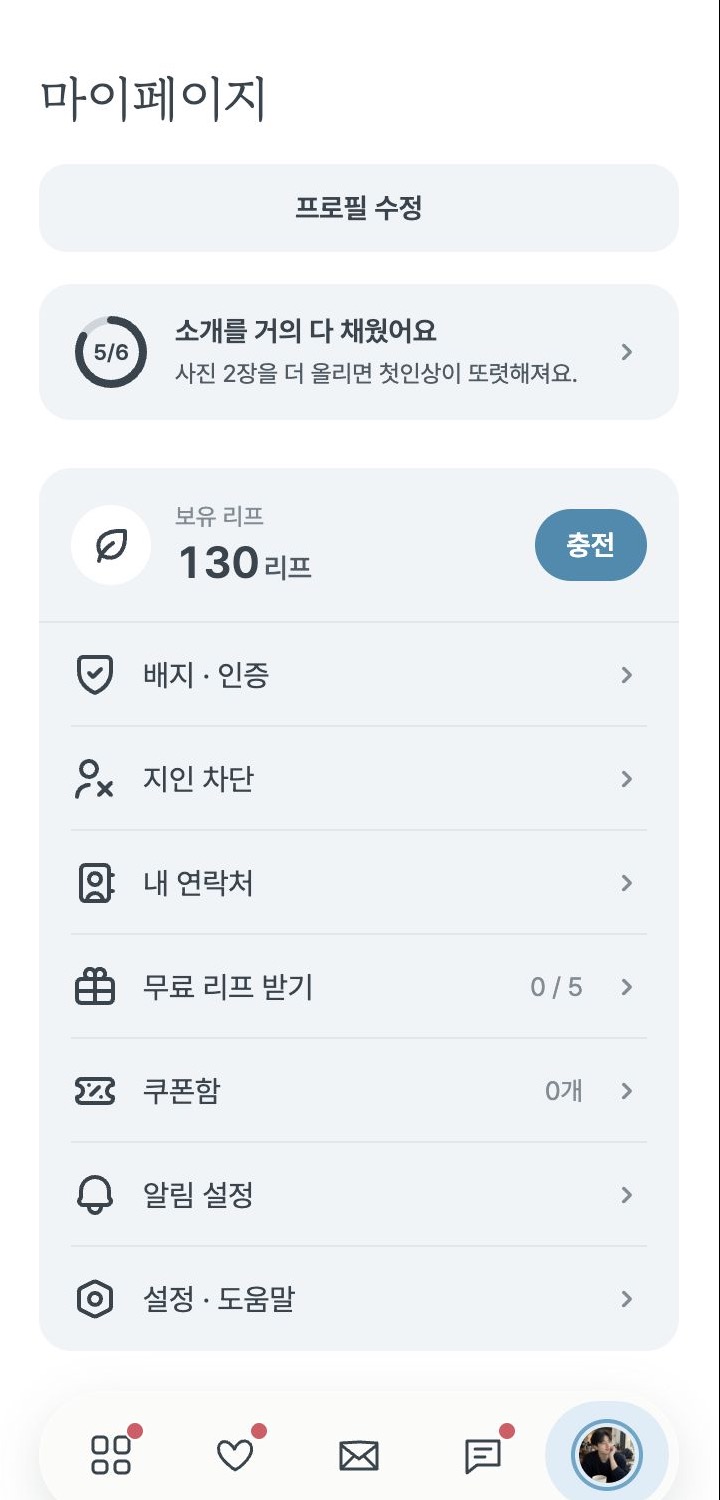 마이페이지
프로필 수정
5/6
소개를 거의 다 채웠어요
사진 2장을 더 올리면 첫인상이 또렷해져요.
보유 리프
130 리프
충전
배지 · 인증
지인 차단
내 연락처
무료 리프 받기 0 / 5
쿠폰함 0개
알림 설정
설정 · 도움말